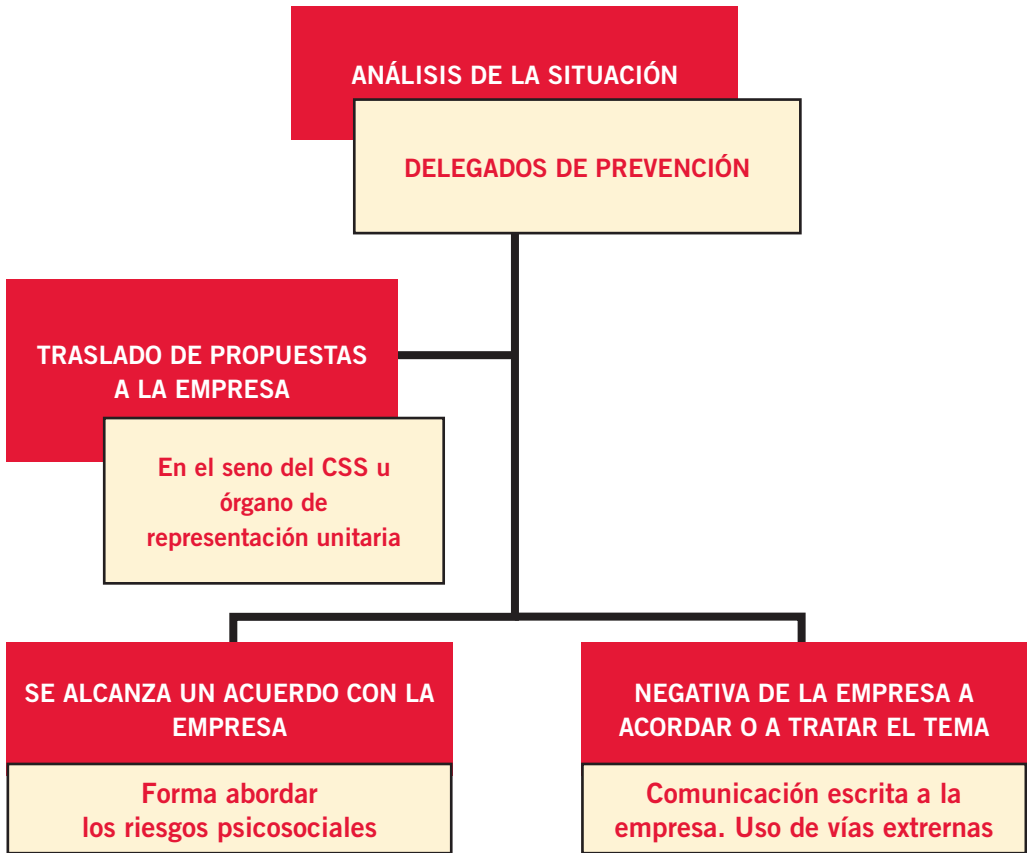 ANÁLISIS DE LA SITUACIÓN
DELEGADOS DE PREVENCIÓN
TRASLADO DE PROPUESTAS
A LA EMPRESA
En el seno del CSS u
órgano de
representación unitaria
SE ALCANZA UN ACUERDO CON LA
EMPRESA
Forma abordar
los riesgos psicosociales
NEGATIVA DE LA EMPRESA A
ACORDAR O A TRATAR EL TEMA
Comunicación escrita a la
empresa. Uso de vías extrernas